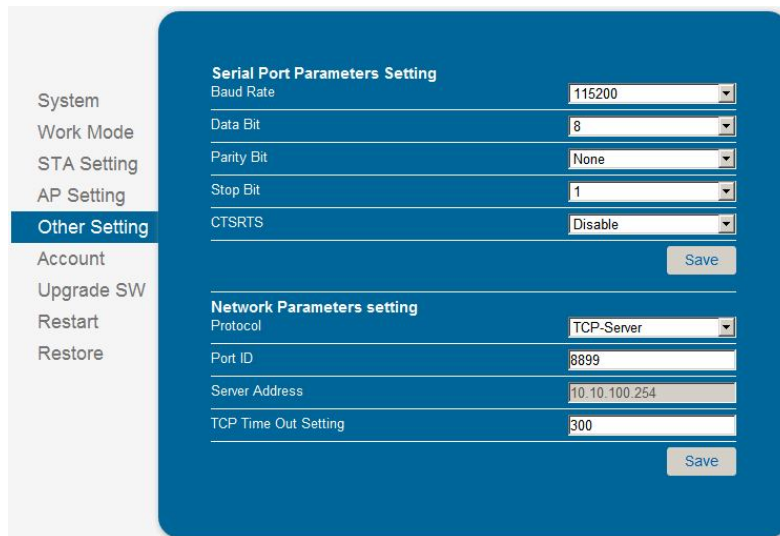 System
Work Mode
STA Setting
AP Setting
Other Setting
Account
Upgrade SW
Restart
Restore
Serial Port Parameters Setting
Baud Rate 115200
Data Bit 8
Parity Bit None
Stop Bit 1
CTSRTS Disable
Save
Network Parameters setting
Protocol TCP-Server
Port ID 8899
Server Address 10.10.100.254
TCP Time Out Setting 300
Save